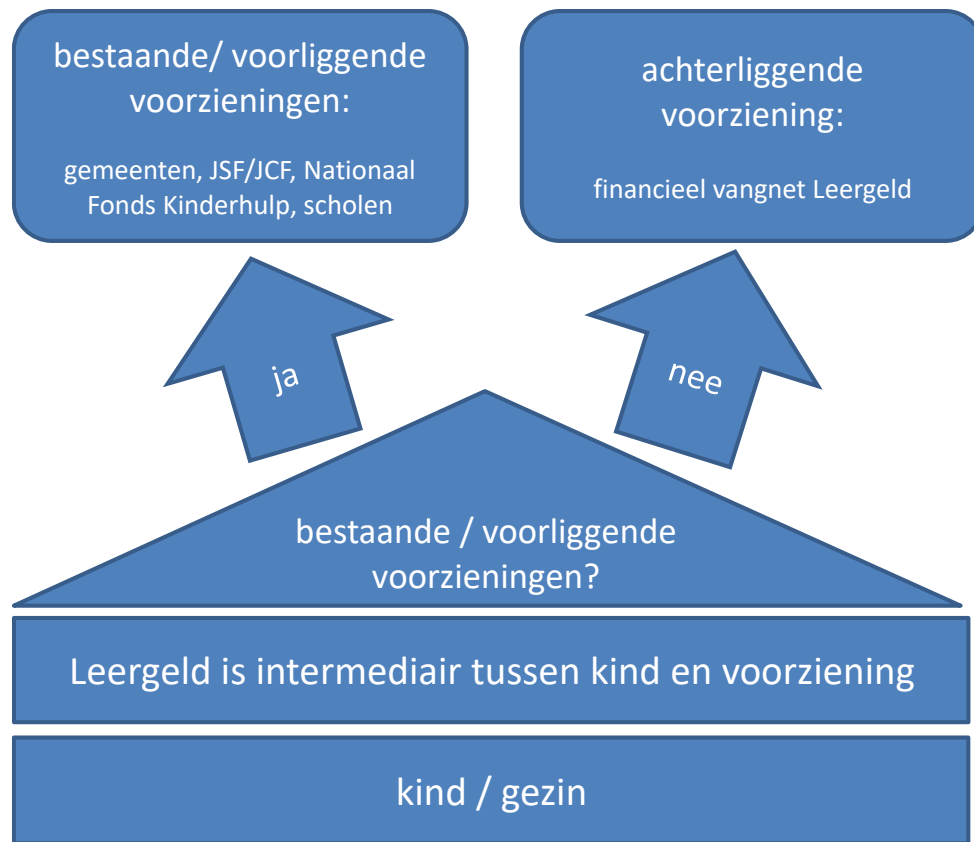 bestaande/ voorliggende
voorzieningen:
gemeenten, JSF/JCF, Nationaal
Fonds Kinderhulp, scholen
achterliggende
voorziening:
financieel vangnet Leergeld
ja
nee
bestaande / voorliggende
voorzieningen?
Leergeld is intermediair tussen kind en voorziening
kind / gezin